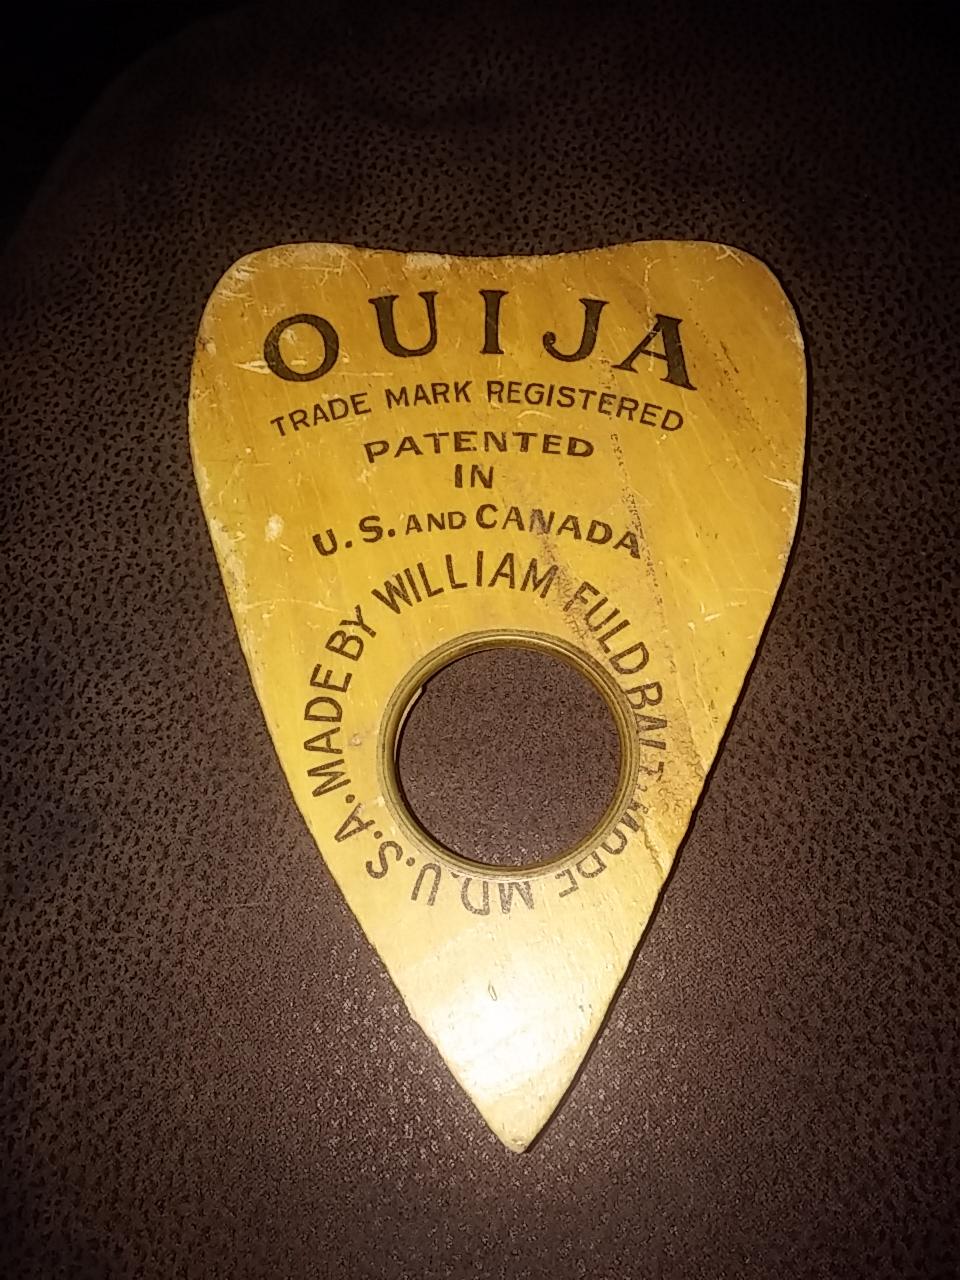 OUIJA
TRADE MARK REGISTERED
PATENTED
IN
U.S. AND CANADA
MADE BY WILLIAM FULD BALTIMORE MD. U.S.A.